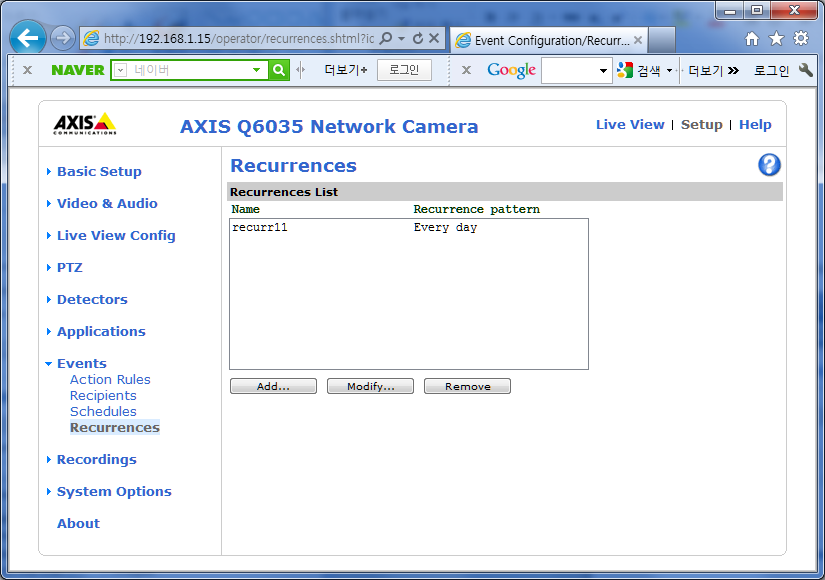 http://192.168.1.15/operator/recurrences.shtml?ic
Event Configuration/Recurr...
x NAVER 네이버 더보기+ 로그인 x Google 검색 더보기 » 로그인
AXIS
COMMUNICATIONS
AXIS Q6035 Network Camera
Live View | Setup | Help
Basic Setup
Video & Audio
Live View Config
PTZ
Detectors
Applications
Events
Action Rules
Recipients
Schedules
Recurrences
Recordings
System Options
About
Recurrences
?
Recurrences List
Name Recurrence pattern
recurr11 Every day
Add... Modify... Remove